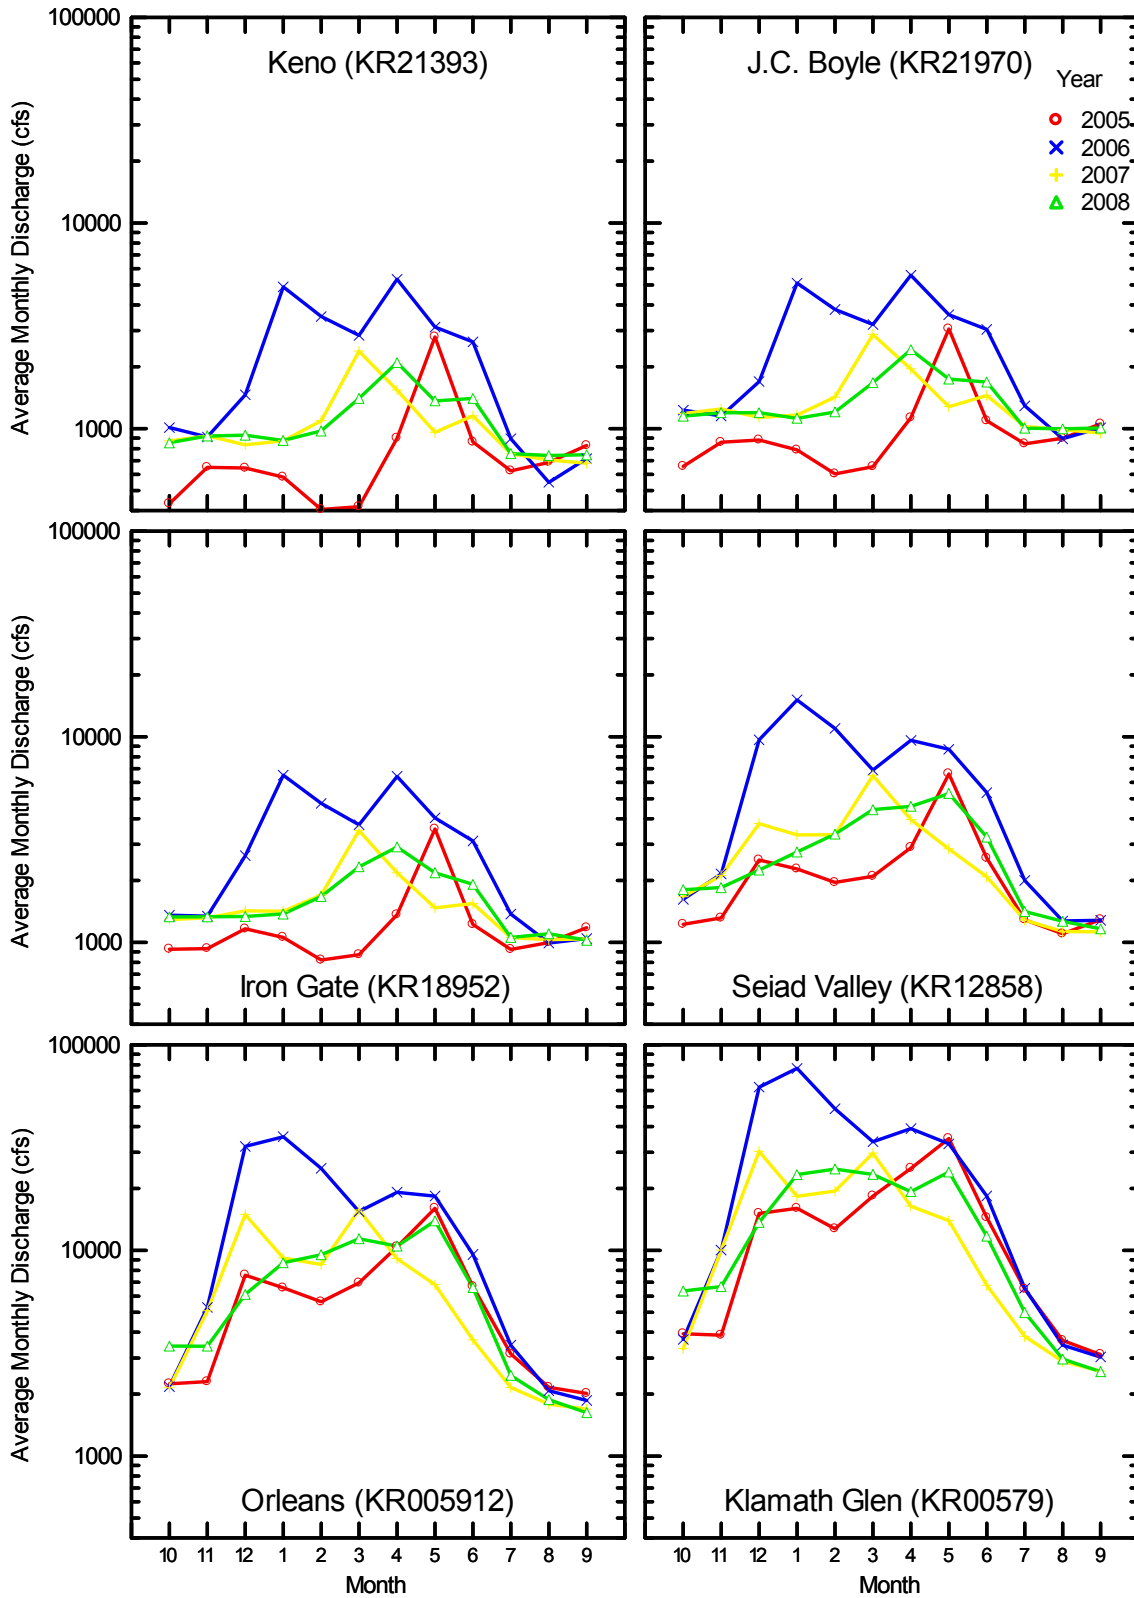 Keno (KR21393)
J.C. Boyle (KR21970)
Year
2005
2006
2007
2008
Average Monthly Discharge (cfs)
100000
10000
1000
Iron Gate (KR18952)
Seiad Valley (KR12858)
Average Monthly Discharge (cfs)
100000
10000
1000
Orleans (KR005912)
Klamath Glen (KR00579)
Average Monthly Discharge (cfs)
100000
10000
1000
10 11 12 1 2 3 4 5 6 7 8 9
10 11 12 1 2 3 4 5 6 7 8 9
Month
Month